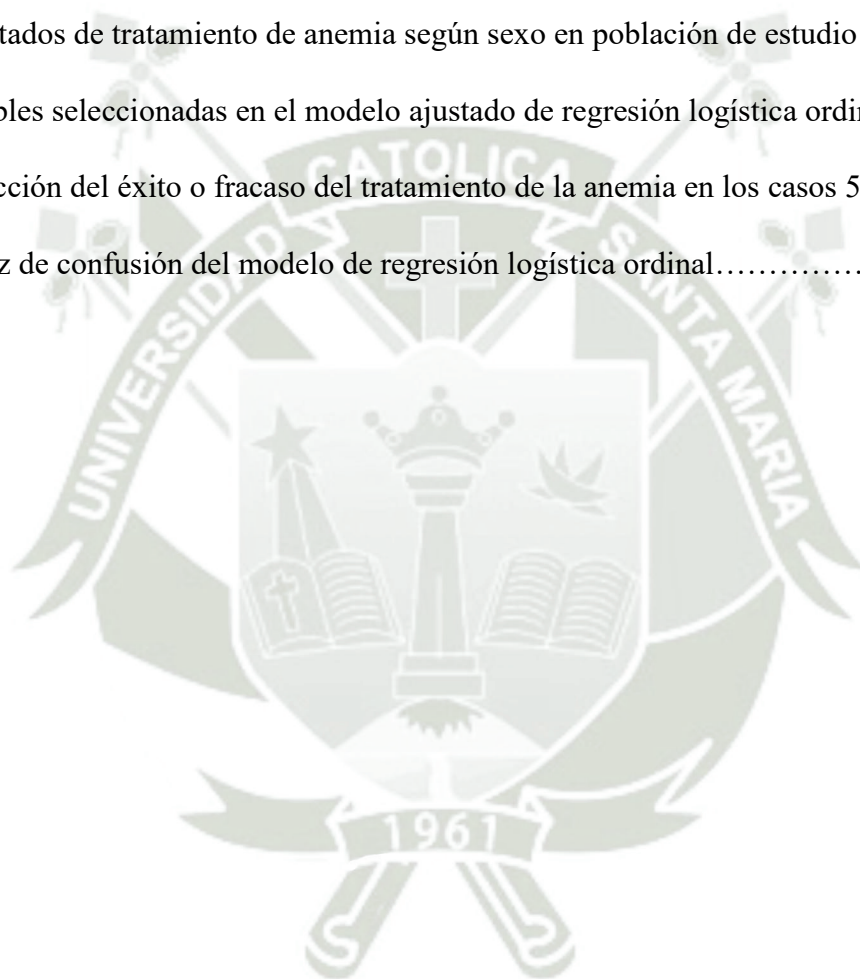 tados de tratamiento de anemia según sexo en población de estudio
bles seleccionadas en el modelo ajustado de regresión logística ordin
CATOLICA
cción del éxito o fracaso del tratamiento de la anemia en los casos 5
UNIVERSIDAD
SANTA MARIA
z de confusión del modelo de regresión logística ordinal…………….
1961